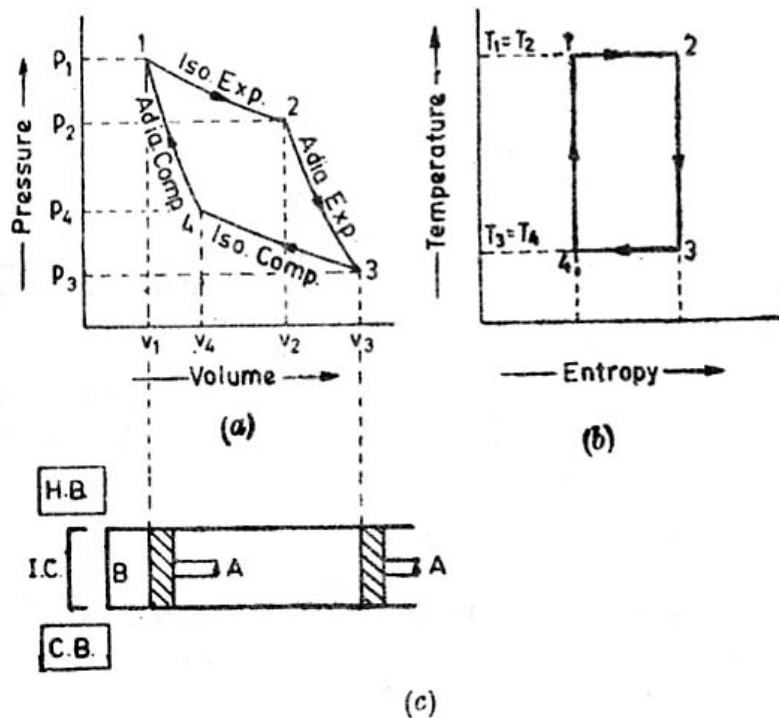 1
P₁
Iso. Exp.
2
P₂
Adia. Exp.
Adia. Comp.
P₄
4
Iso. Comp.
P₃
3
Pressure
v₁ v₄ v₂ v₃
Volume
(a)
T₁=T₂
1
2
Temperature
T₃=T₄
4
3
Entropy
(b)
H.B.
I.C.
B
A
A
C.B.
(c)